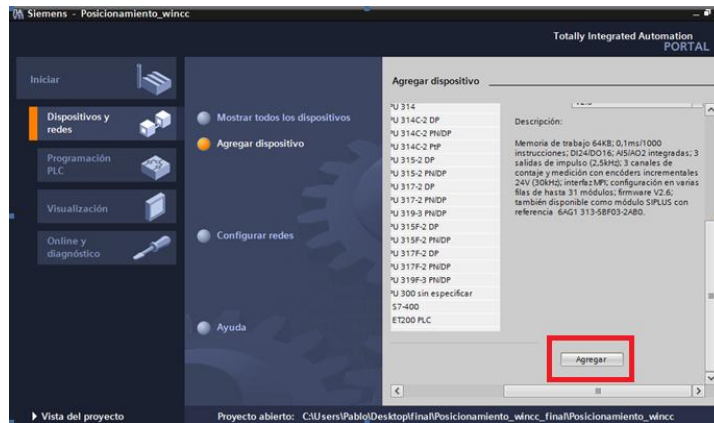 Siemens - Posicionamiento_wincc
Totally Integrated Automation
PORTAL
Iniciar
Dispositivos y
redes
Programación
PLC
Visualización
Online y
diagnóstico
Mostrar todos los dispositivos
Agregar dispositivo
Configurar redes
Ayuda
Agregar dispositivo
PU 314
PU 314C-2 DP
PU 314C-2 PN/DP
PU 314C-2 PtP
PU 315-2 DP
PU 315-2 PN/DP
PU 317-2 DP
PU 317-2 PN/DP
PU 319-3 PN/DP
PU 315F-2 DP
PU 315F-2 PN/DP
PU 317F-2 DP
PU 317F-2 PN/DP
PU 319F-3 PN/DP
PU 300 sin especificar
S7-400
ET200 PLC
Descripción:
Memoria de trabajo 64KB; 0,1ms/1000
instrucciones; DI24/DO16; AI5/AO2 integradas; 3
salidas de impulso (2,5kHz); 3 canales de
contaje y medición con encóders incrementales
24V (30kHz); interfaz MPI; configuración en varias
filas de hasta 31 módulos; firmware V2.6;
también disponible como módulo SIPLUS con
referencia 6AG1 313-5BF03-2AB0.
Agregar
Vista del proyecto
Proyecto abierto: C:\Users\Pablo\Desktop\final\Posicionamiento_wincc_final\Posicionamiento_wincc